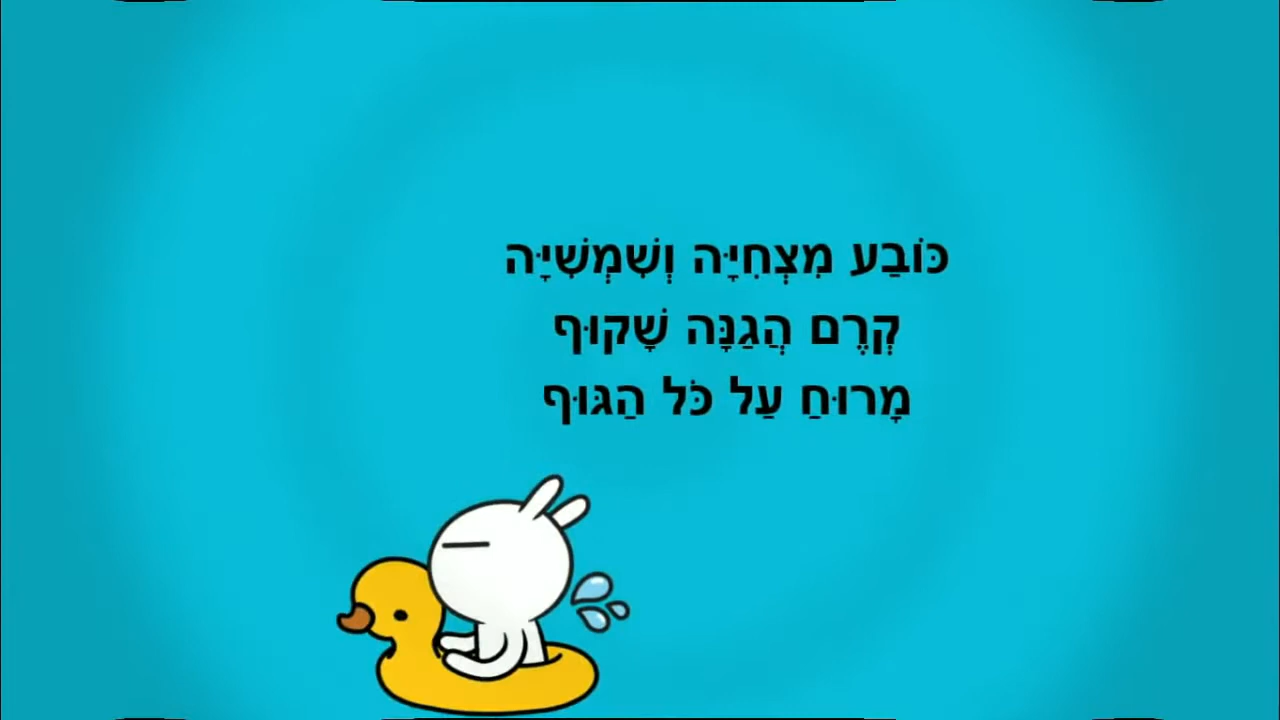 כּוֹבַע מִצְחִיָּה וְשִׁמְשִׁיָּה
קְרֶם הֲגַנָּה שָׁקוּף
מָרוּחַ עַל כֹּל הַגּוּף